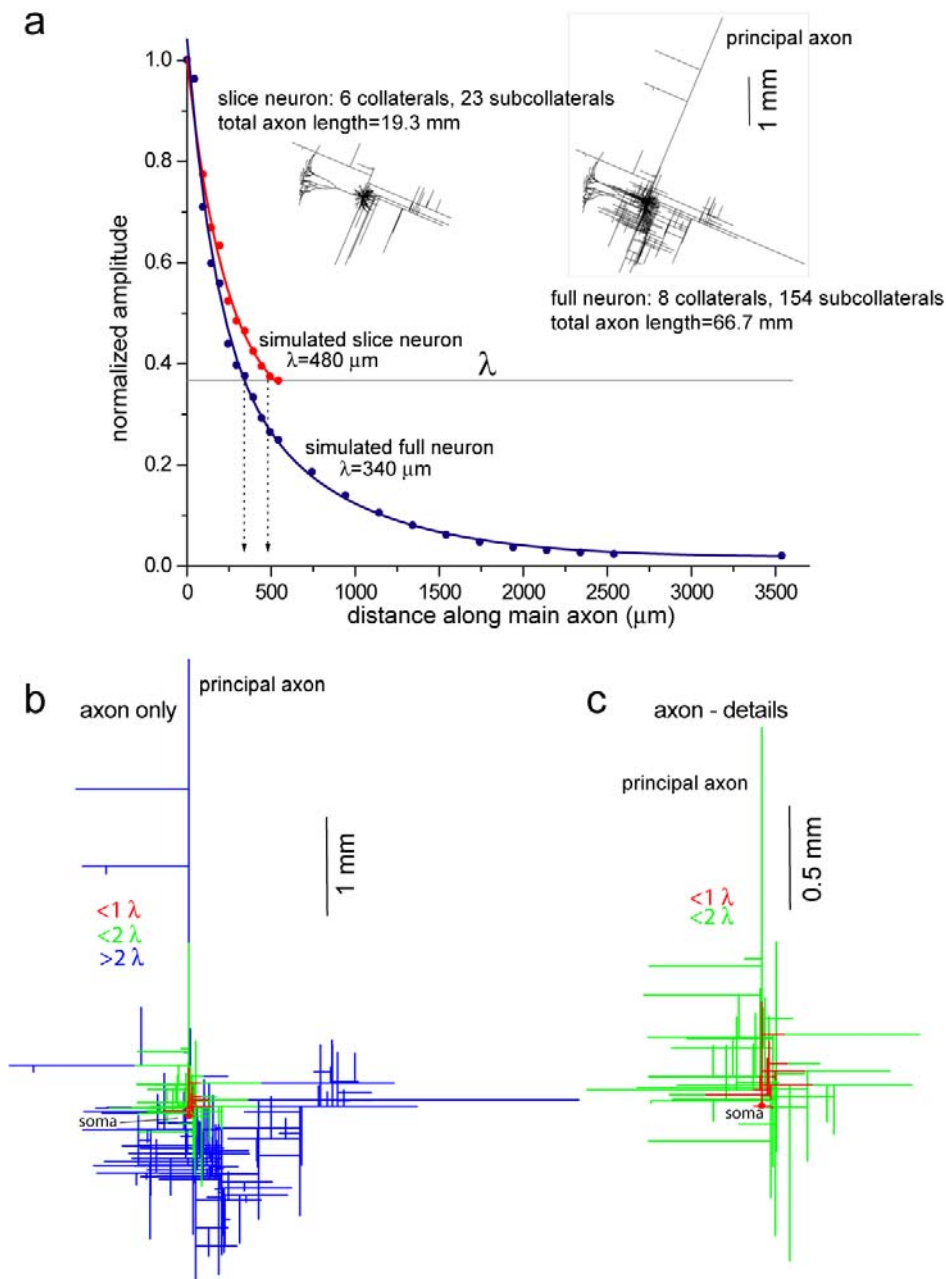 a
principal axon
1 mm
slice neuron: 6 collaterals, 23 subcollaterals
total axon length=19.3 mm
full neuron: 8 collaterals, 154 subcollaterals
total axon length=66.7 mm
normalized amplitude
1.0
0.8
0.6
0.4
0.2
0.0
simulated slice neuron
λ=480 μm
λ
simulated full neuron
λ=340 μm
0
500
1000
1500
2000
2500
3000
3500
distance along main axon (μm)
b
axon only
principal axon
1 mm
<1 λ
<2 λ
>2 λ
soma
c
axon - details
principal axon
0.5 mm
<1 λ
<2 λ
soma